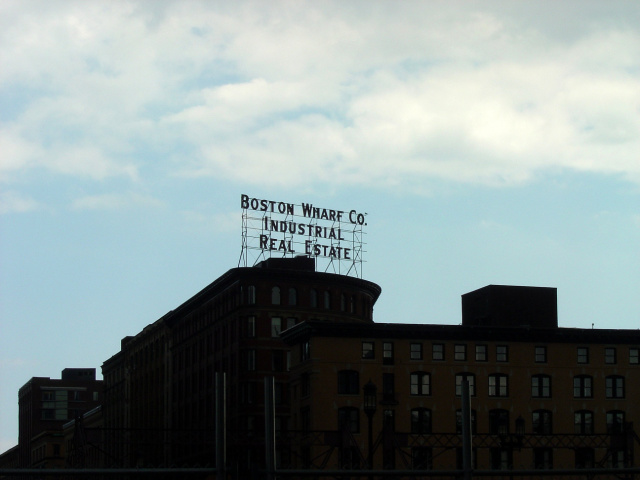 BOSTON WHARF CO.
INDUSTRIAL
REAL ESTATE